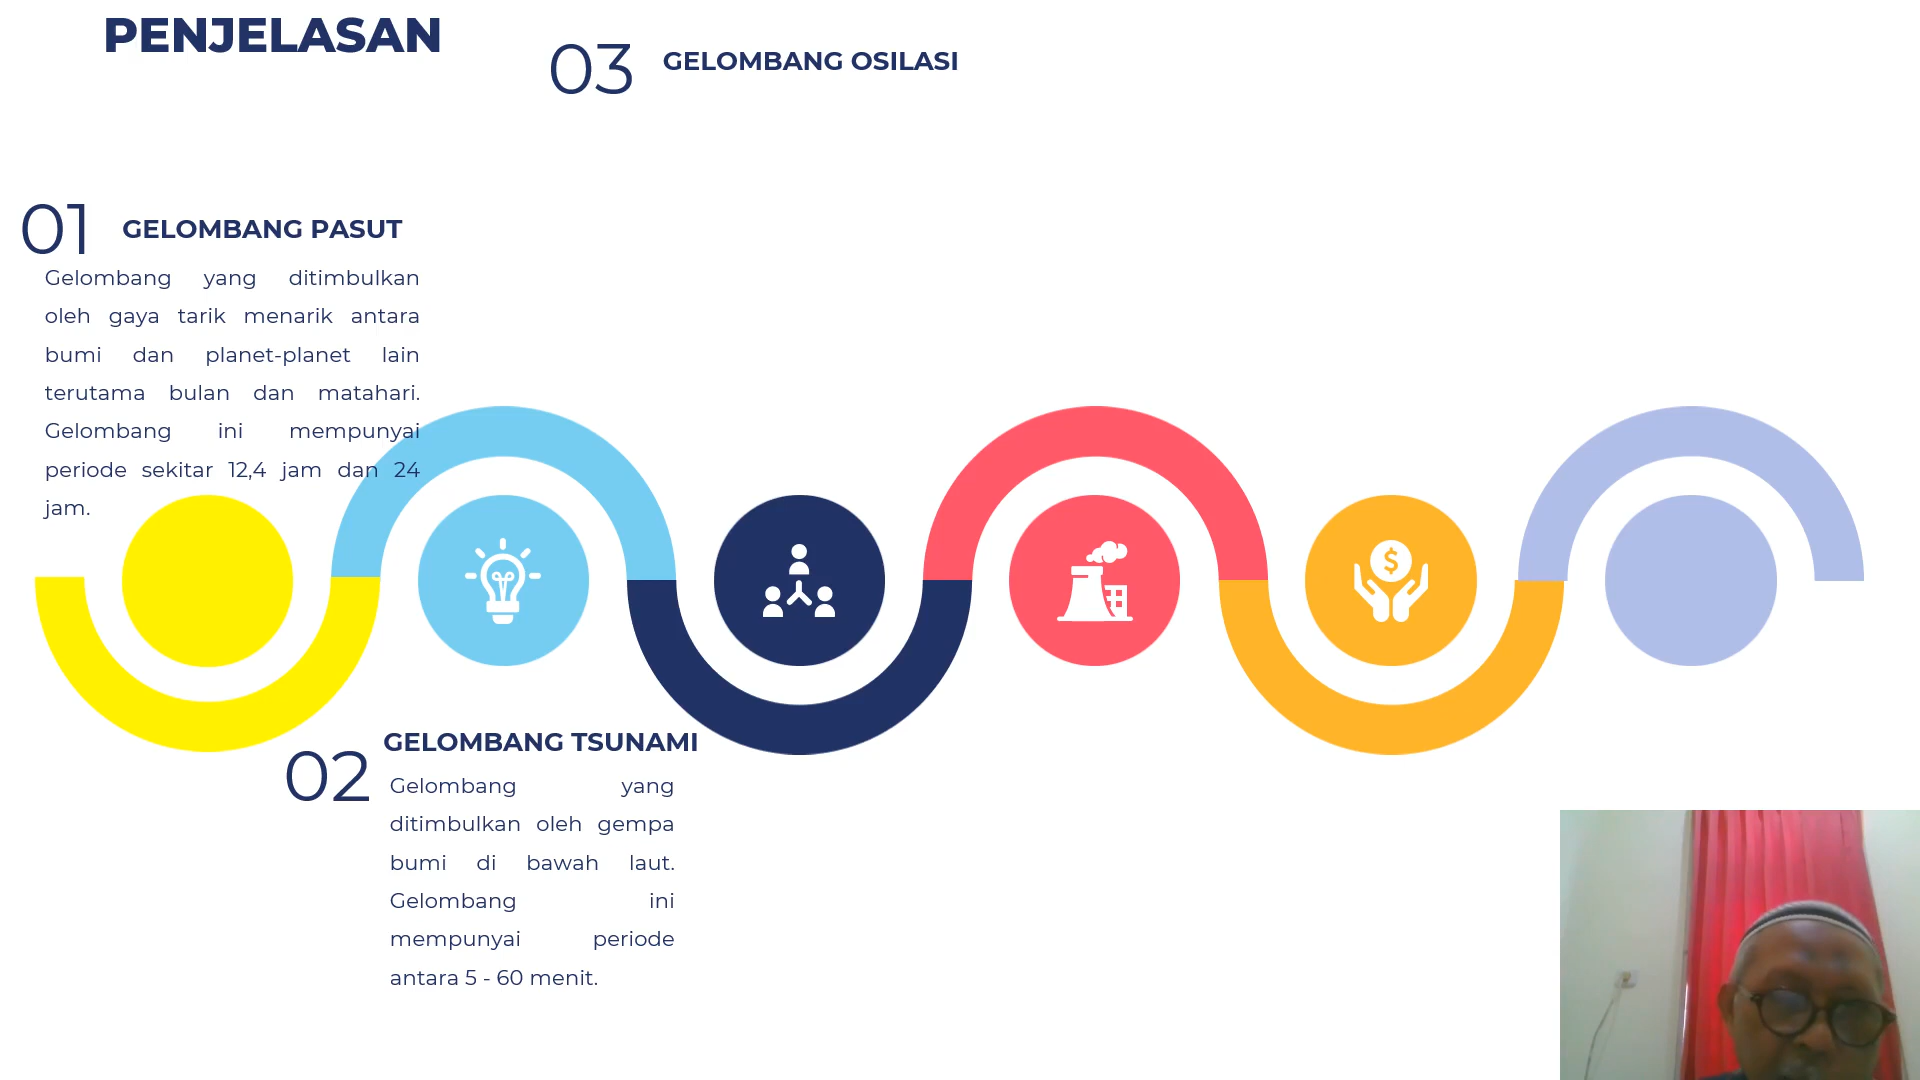 PENJELASAN
03
GELOMBANG OSILASI
01
GELOMBANG PASUT
Gelombang yang ditimbulkan
oleh gaya tarik menarik antara
bumi dan planet-planet lain
terutama bulan dan matahari.
Gelombang ini mempunyai
periode sekitar 12,4 jam dan 24
jam.
$
02
GELOMBANG TSUNAMI
Gelombang yang
ditimbulkan oleh gempa
bumi di bawah laut.
Gelombang ini
mempunyai periode
antara 5 - 60 menit.